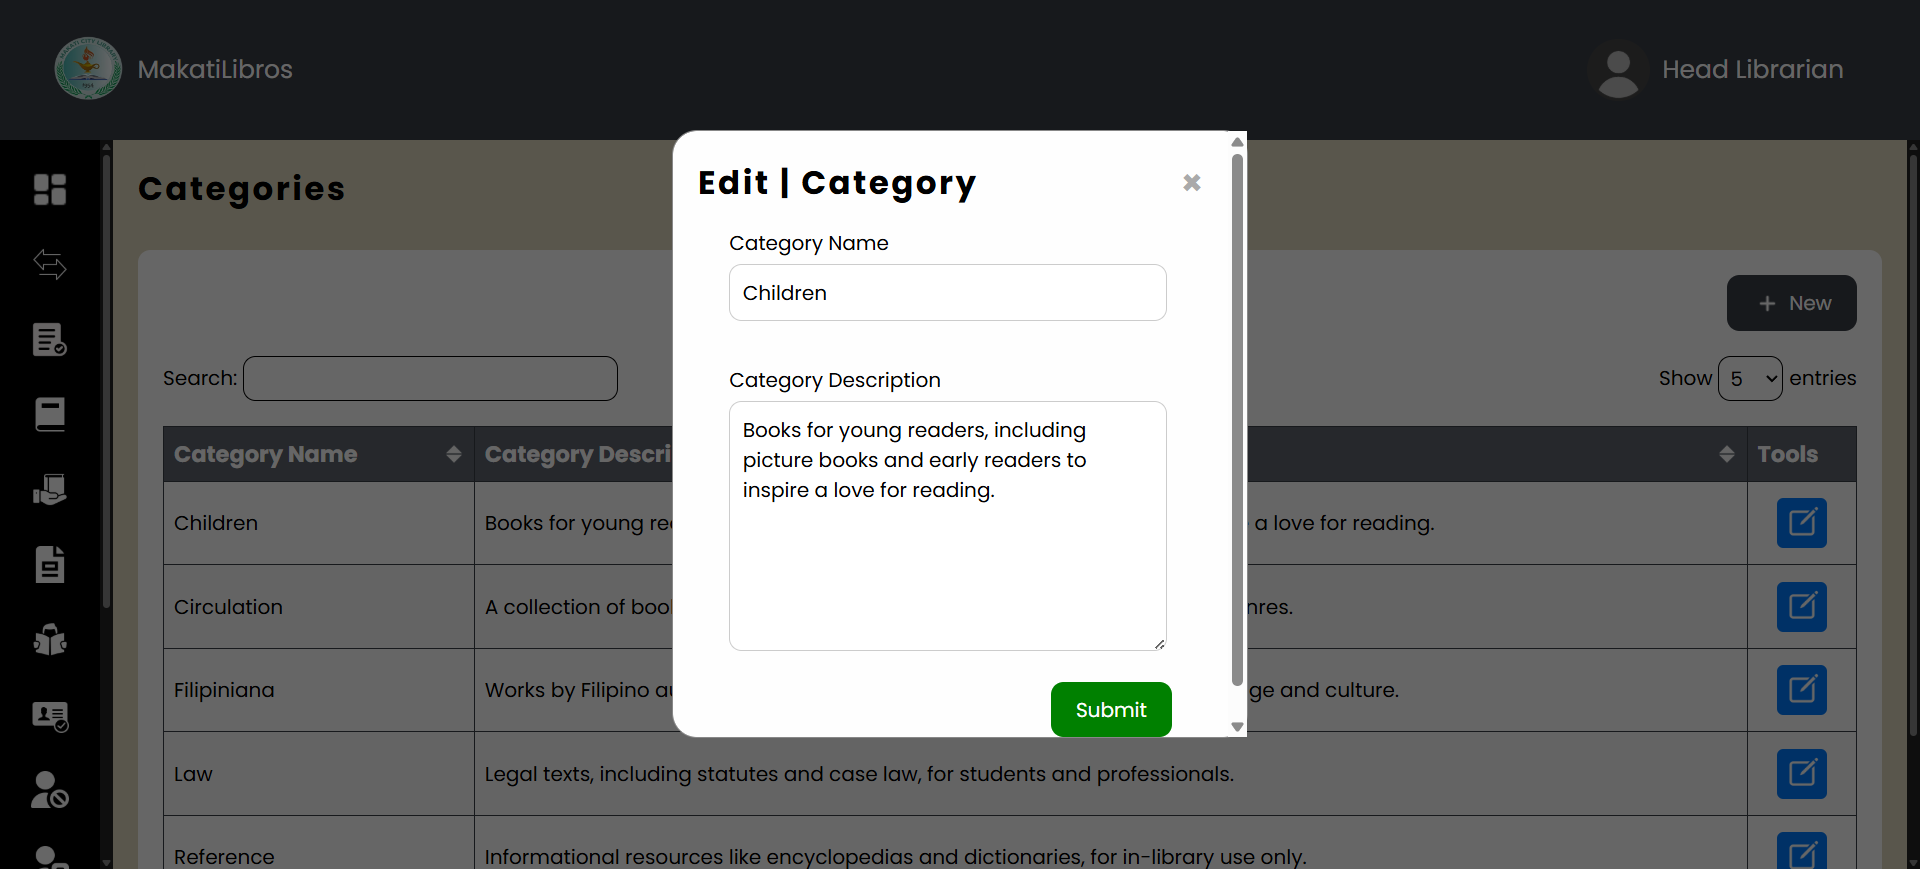 MakatiLibros
Head Librarian
Categories
Edit | Category
Category Name
Children
Category Description
Books for young readers, including
picture books and early readers to
inspire a love for reading.
Submit
New
Search:
Show 5 entries
Category Name
Category Descri
Tools
Children
Books for young re
a love for reading.
Circulation
A collection of boo
nres.
Filipiniana
Works by Filipino au
ge and culture.
Law
Legal texts, including statutes and case law, for students and professionals.
Reference
Informational resources like encyclopedias and dictionaries, for in-library use only.